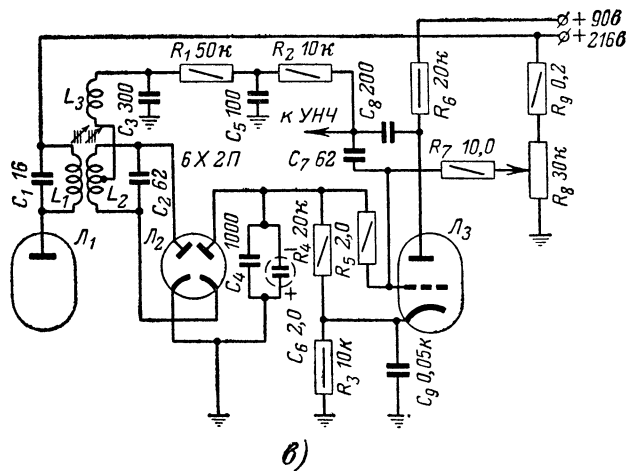 + 90в
+ 216в
R₁ 50к
R₂ 10к
L₃
C₃ 300
C₅ 100
C₈ 200
R₆ 20к
R₉ 0,2
к УНЧ
C₁ 16
L₁
L₂
C₂ 62
6Х2П
C₇ 62
R₇ 10,0
R₈ 30к
Л₁
Л₂
C₄ 1000
−
+
C₆ 2,0
R₄ 20к
R₅ 2,0
Л₃
R₃ 10к
C₉ 0,05к
в)